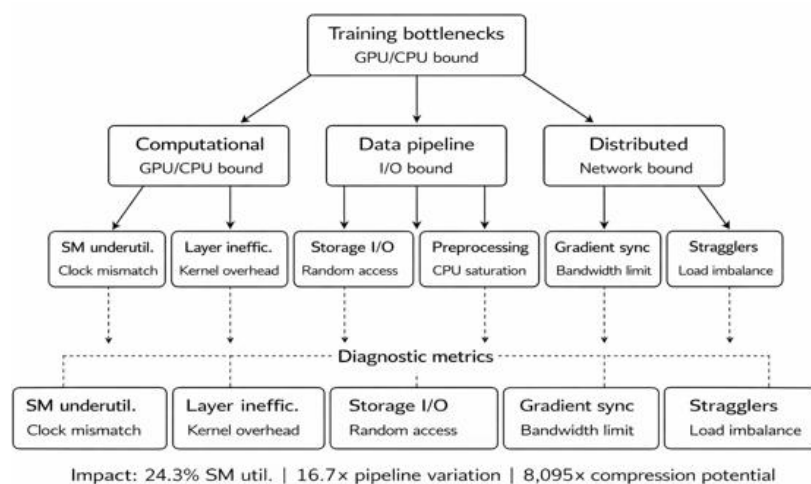 Training bottlenecks
GPU/CPU bound
Computational
GPU/CPU bound
Data pipeline
I/O bound
Distributed
Network bound
SM underutil.
Clock mismatch
Layer ineffic.
Kernel overhead
Storage I/O
Random access
Preprocessing
CPU saturation
Gradient sync
Bandwidth limit
Stragglers
Load imbalance
Diagnostic metrics
SM underutil.
Clock mismatch
Layer ineffic.
Kernel overhead
Storage I/O
Random access
Gradient sync
Bandwidth limit
Stragglers
Load imbalance
Impact: 24.3% SM util. | 16.7× pipeline variation | 8,095× compression potential